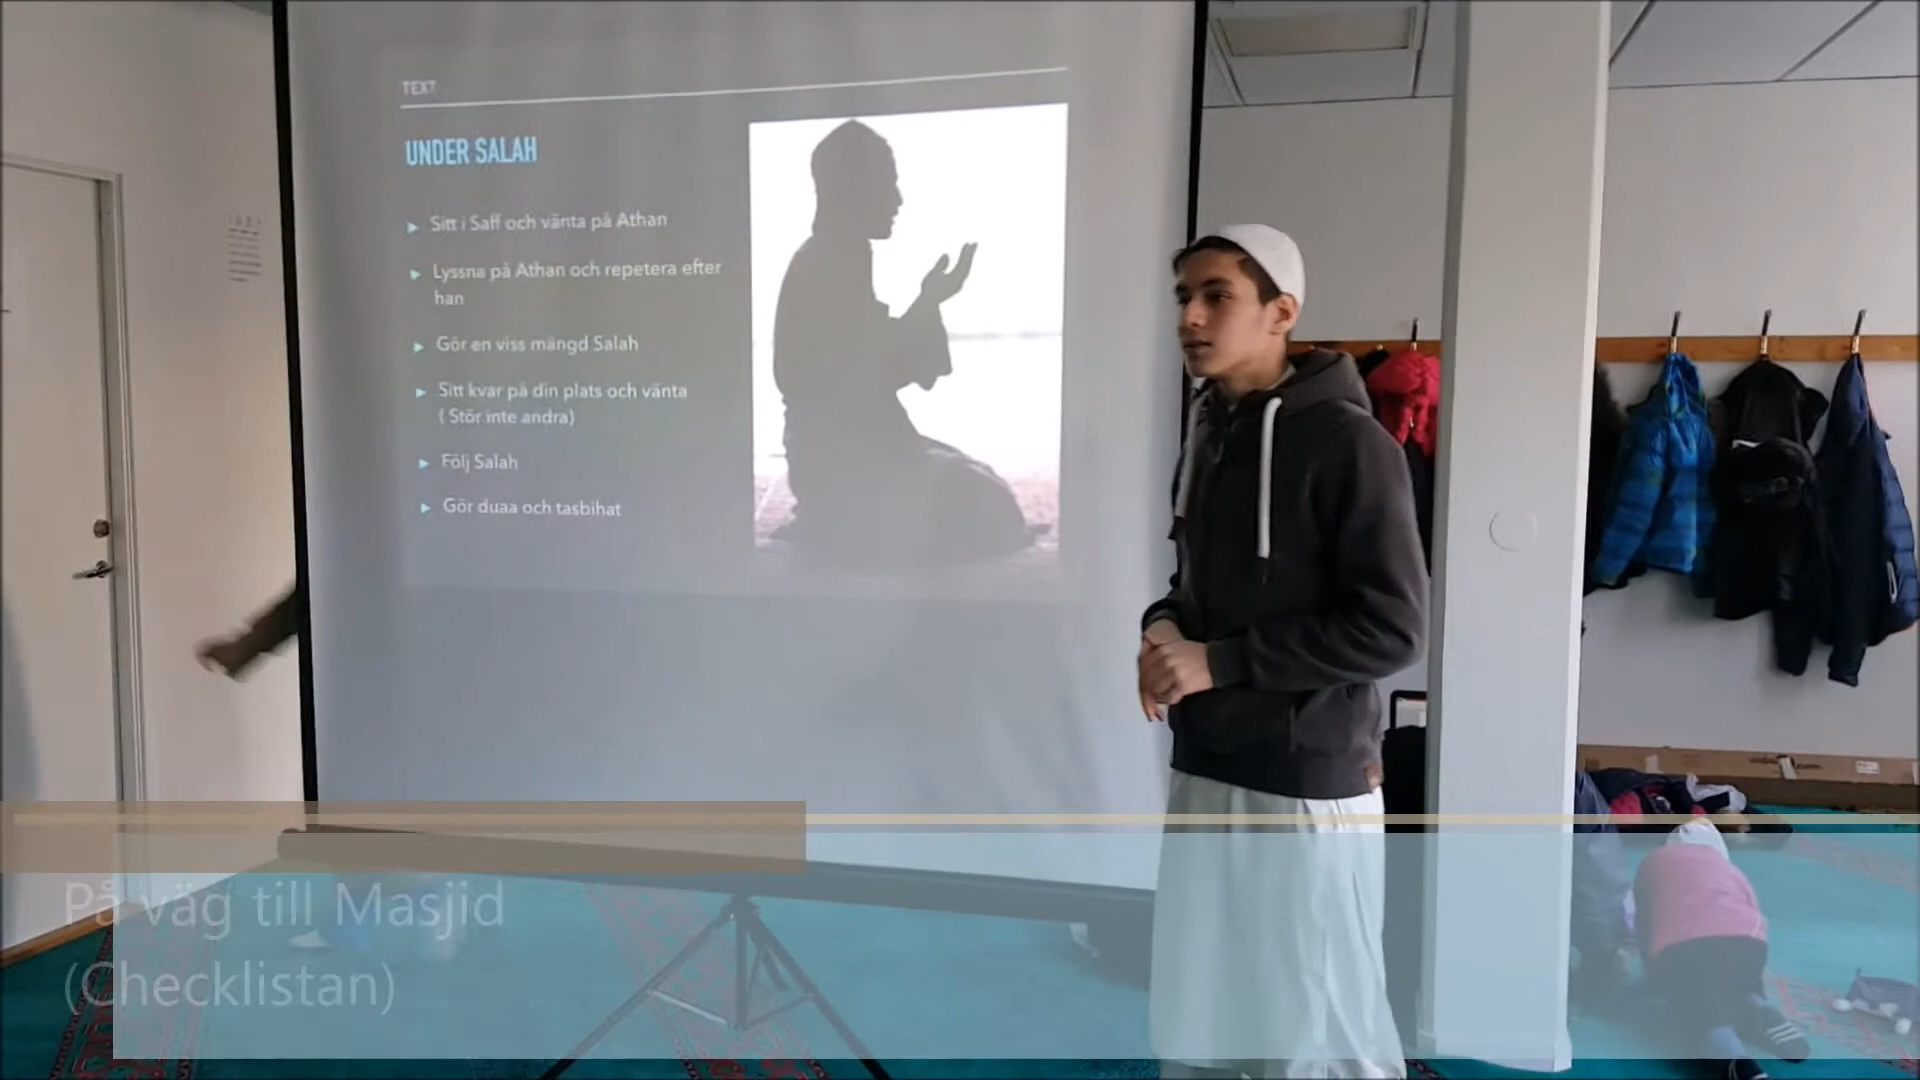 TEXT
UNDER SALAH
Sitt i Saff och vänta på Athan
Lyssna på Athan och repetera efter
han
Gör en viss mängd Salah
Sitt kvar på din plats och vänta
( Stör inte andra)
Följ Salah
Gör duaa och tasbihat
På väg till Masjid
(Checklistan)